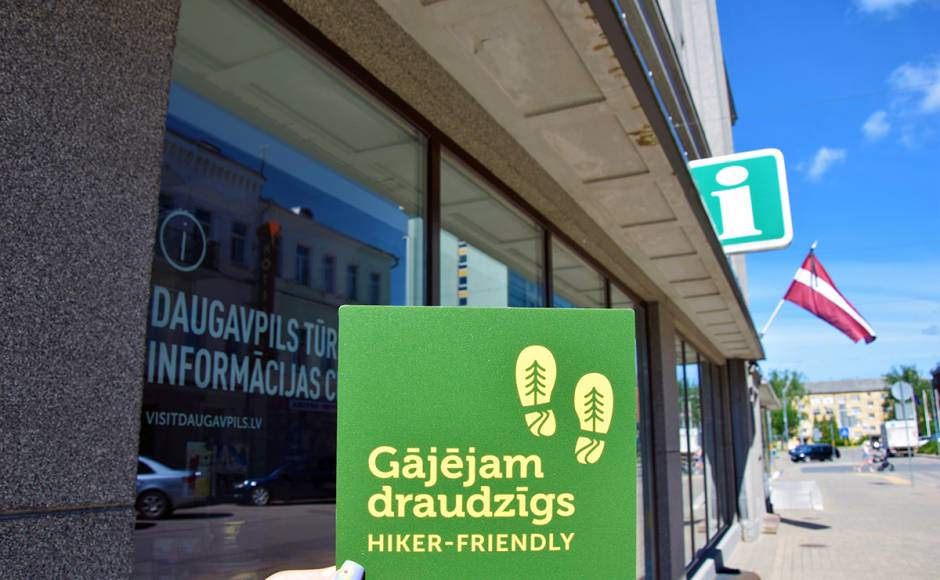 i
i
DAUGAVPILS TŪR
INFORMĀCIJAS C
VISITDAUGAVPILS.LV
Gājējam
draudzīgs
HIKER-FRIENDLY